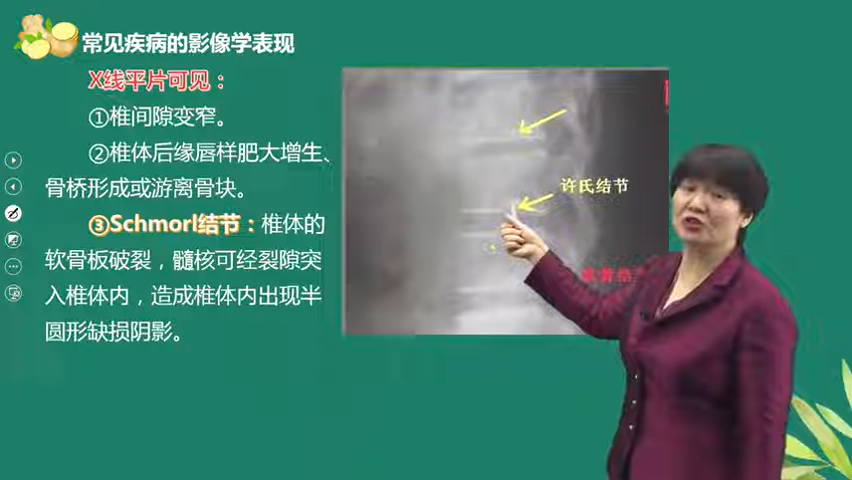 常见疾病的影像学表现
X线平片可见：
①椎间隙变窄。
②椎体后缘唇样肥大增生、
骨桥形成或游离骨块。
③Schmorl结节：椎体的
软骨板破裂，髓核可经裂隙突
入椎体内，造成椎体内出现半
圆形缺损阴影。
许氏结节